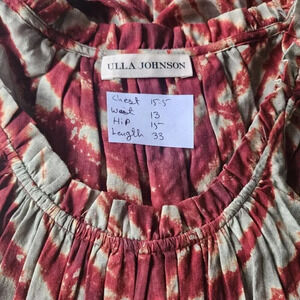 ULLA JOHNSON
Chest 15.5
Waist 13
Hip 15
Length 33